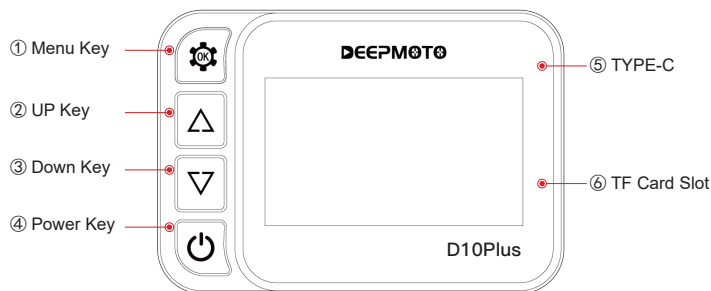 ① Menu Key
② UP Key
③ Down Key
④ Power Key
OK
DEEPMOTO
D10Plus
⑤ TYPE-C
⑥ TF Card Slot